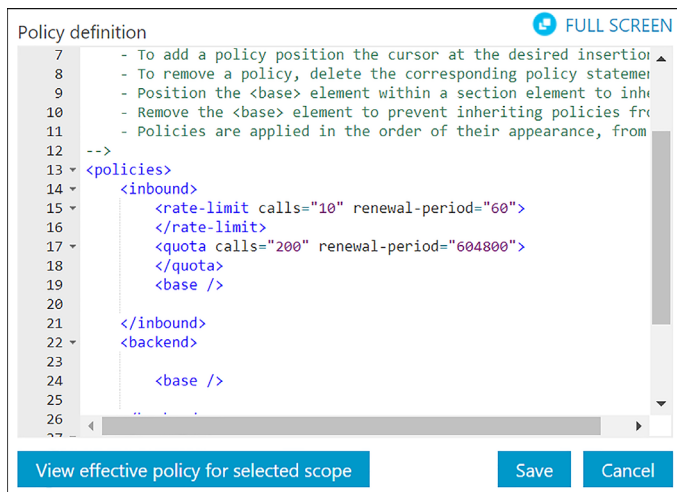 Policy definition
FULL SCREEN
7 - To add a policy position the cursor at the desired insertion
8 - To remove a policy, delete the corresponding policy
9 - Position the <base> element within a section element to
10 - Remove the <base> element to prevent inheriting policies
11 - Policies are applied in the order of their appearance, from
12 -->
13 <policies>
14 <inbound>
15 <rate-limit calls="10" renewal-period="60">
16 </rate-limit>
17 <quota calls="200" renewal-period="604800">
18 </quota>
19 <base />
20
21 </inbound>
22 <backend>
23
24 <base />
25
26
View effective policy for selected scope
Save
Cancel